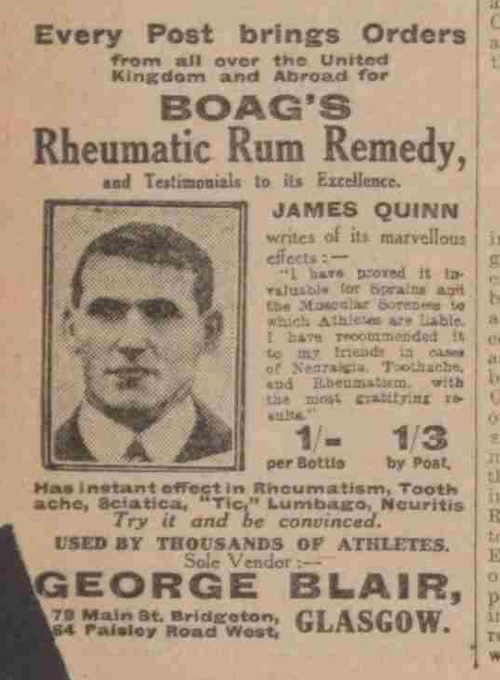 Every Post brings Orders
from all over the United
Kingdom and Abroad for
BOAG'S
Rheumatic Rum Remedy,
and Testimonials to its Excellence.
JAMES QUINN
writes of its marvellous
effects :—
"I have proved it in-
valuable for Sprains and
the Muscular Soreness to
which Athletes are liable.
I have recommended it
to my friends in cases
of Neuralgia, Toothache,
and Rheumatism, with
the most gratifying re-
sults."
1/- 1/3
per Bottle by Post.
Has instant effect in Rheumatism, Tooth
ache, Sciatica, "Tic," Lumbago, Neuritis
Try it and be convinced.
USED BY THOUSANDS OF ATHLETES.
Sole Vendor :—
GEORGE BLAIR,
79 Main St. Bridgeton,
64 Paisley Road West,
GLASGOW.